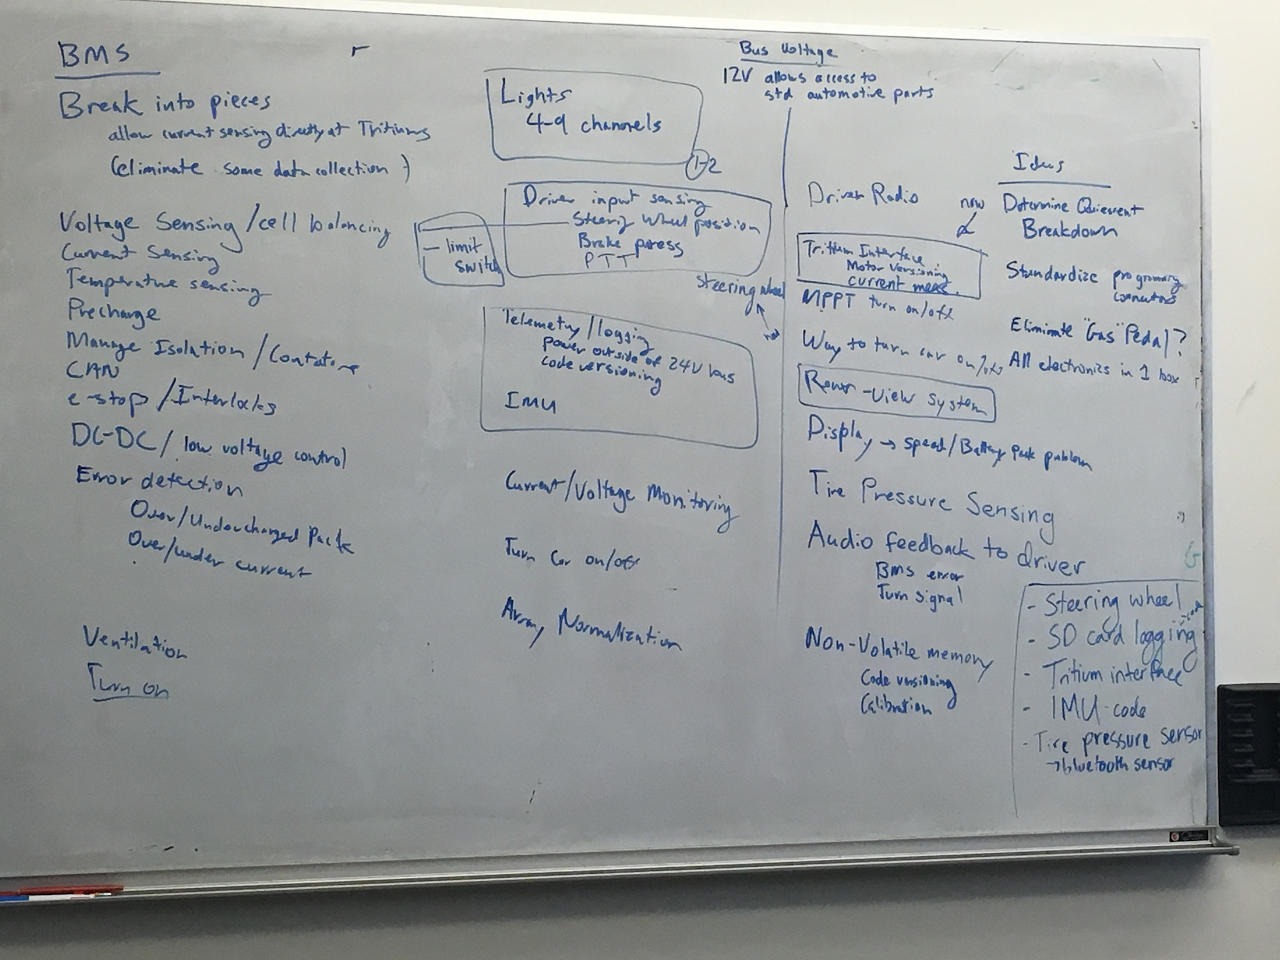 BMS
Break into pieces
allow current sensing directly at Tritiums
(eliminate some data collection)
Voltage Sensing/cell balancing
Current Sensing
Temperature sensing
Precharge
Manage Isolation/Contators
CAN
e-stop/Interlocks
DC-DC/low voltage control
Error detection
Over/Undercharged Pack
Over/under current
Ventilation
Turn on
Lights
4-9 channels
1-2
Driver input sensing
Steering wheel position
Brake press
PTT
- limit
switch
Steering wheel
Telemetry/logging
power outside of 24V bus
code versioning
IMU
Current/Voltage Monitoring
Turn Car on/off
Array Normalization
Bus Voltage
12V allows access to
std automotive parts
Driver Radio
Tritium Interface
Motor versioning
current meas.
MPPT turn on/off
Way to turn car on/off
Rear-view system
Display → speed/Battery Pack problem
Tire Pressure Sensing
Audio feedback to driver
BMS error
Turn signal
Non-Volatile memory
Code versioning
Calibration
Ideas
new
Determine Quiescent
Breakdown
Standardize programming
connectors
Eliminate "Gas" Pedal?
All electronics in 1 box
- Steering wheel
- SD card logging
- Tritium interface
- IMU code
- Tire pressure sensor
→ bluetooth sensor